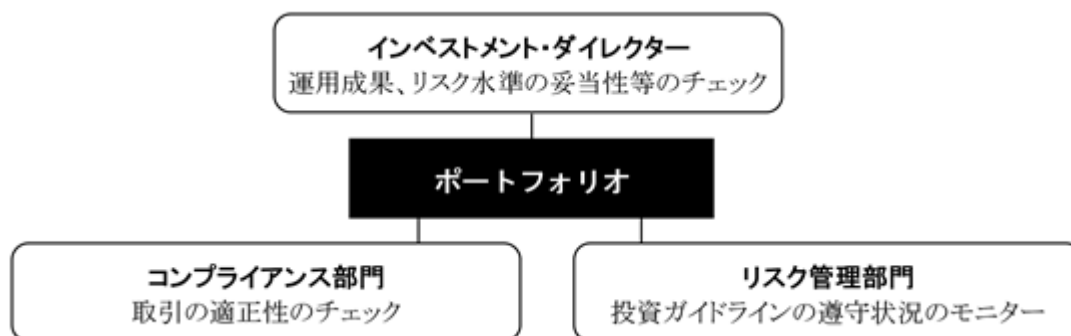 インベストメント・ダイレクター
運用成果、リスク水準の妥当性等のチェック
ポートフォリオ
コンプライアンス部門
取引の適正性のチェック
リスク管理部門
投資ガイドラインの遵守状況のモニター